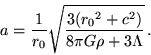 a = \frac{1}{r_0} \sqrt{\frac{3({r_0}^2 + c^2)}{8\pi G\rho + 3\Lambda}} .